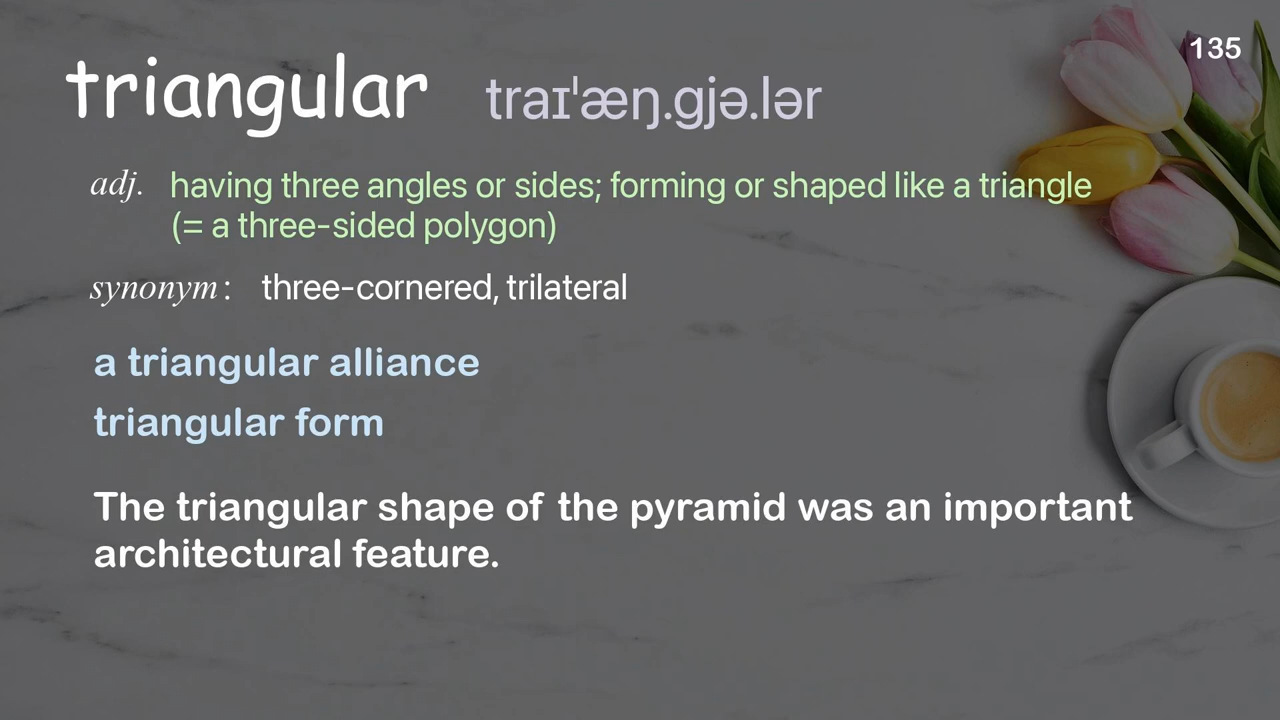 135
triangular traɪˈæŋ.gjə.lər
adj. having three angles or sides; forming or shaped like a triangle
(= a three-sided polygon)
synonym: three-cornered, trilateral
a triangular alliance
triangular form
The triangular shape of the pyramid was an important
architectural feature.